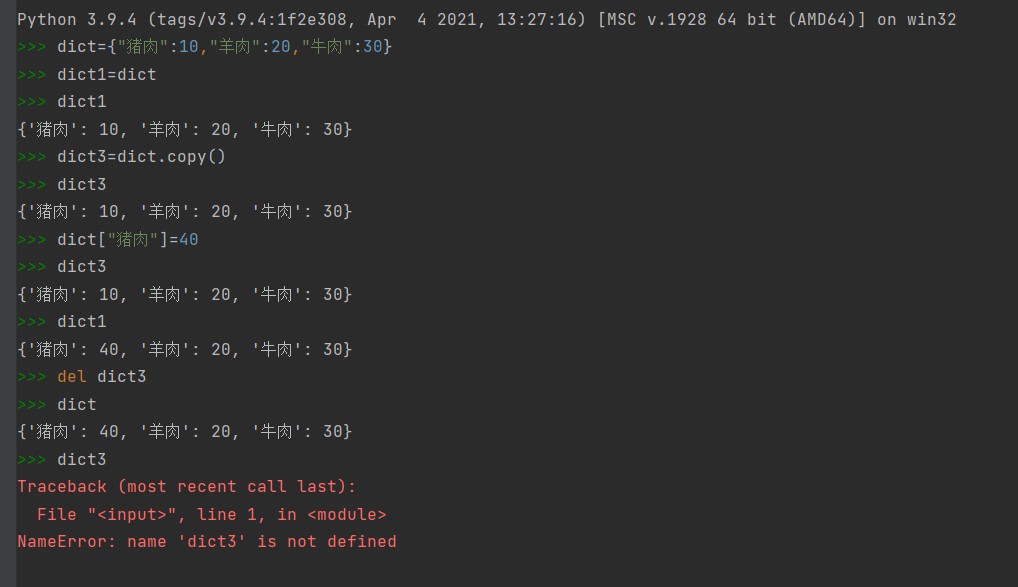 Python 3.9.4 (tags/v3.9.4:1f2e308, Apr  4 2021, 13:27:16) [MSC v.1928 64 bit (AMD64)] on win32
>>> dict={"猪肉":10,"羊肉":20,"牛肉":30}
>>> dict1=dict
>>> dict1
{'猪肉': 10, '羊肉': 20, '牛肉': 30}
>>> dict3=dict.copy()
>>> dict3
{'猪肉': 10, '羊肉': 20, '牛肉': 30}
>>> dict["猪肉"]=40
>>> dict3
{'猪肉': 10, '羊肉': 20, '牛肉': 30}
>>> dict1
{'猪肉': 40, '羊肉': 20, '牛肉': 30}
>>> del dict3
>>> dict
{'猪肉': 40, '羊肉': 20, '牛肉': 30}
>>> dict3
Traceback (most recent call last):
  File "<input>", line 1, in <module>
NameError: name 'dict3' is not defined